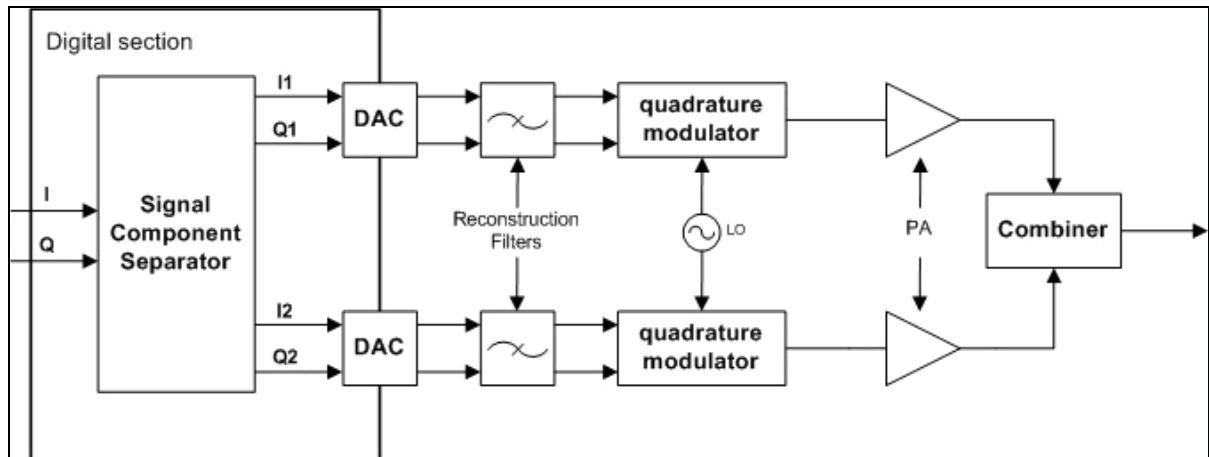 Digital section
I
Q
Signal
Component
Separator
I1
Q1
I2
Q2
DAC
DAC
Reconstruction
Filters
quadrature
modulator
LO
quadrature
modulator
PA
Combiner